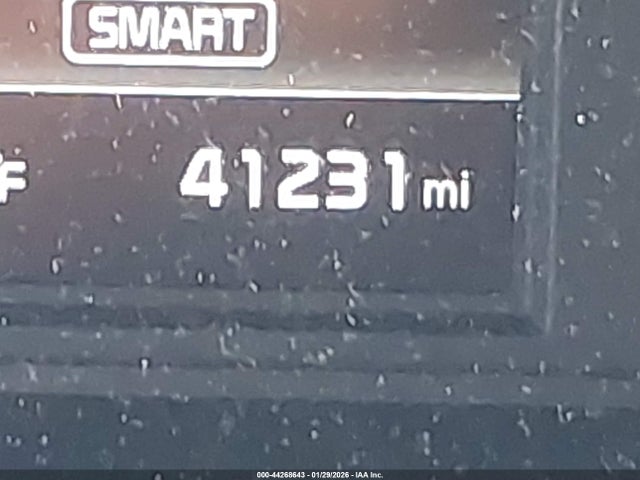 SMART
°F 41231 mi
000-44268643 - 01/29/2026 - IAA Inc.